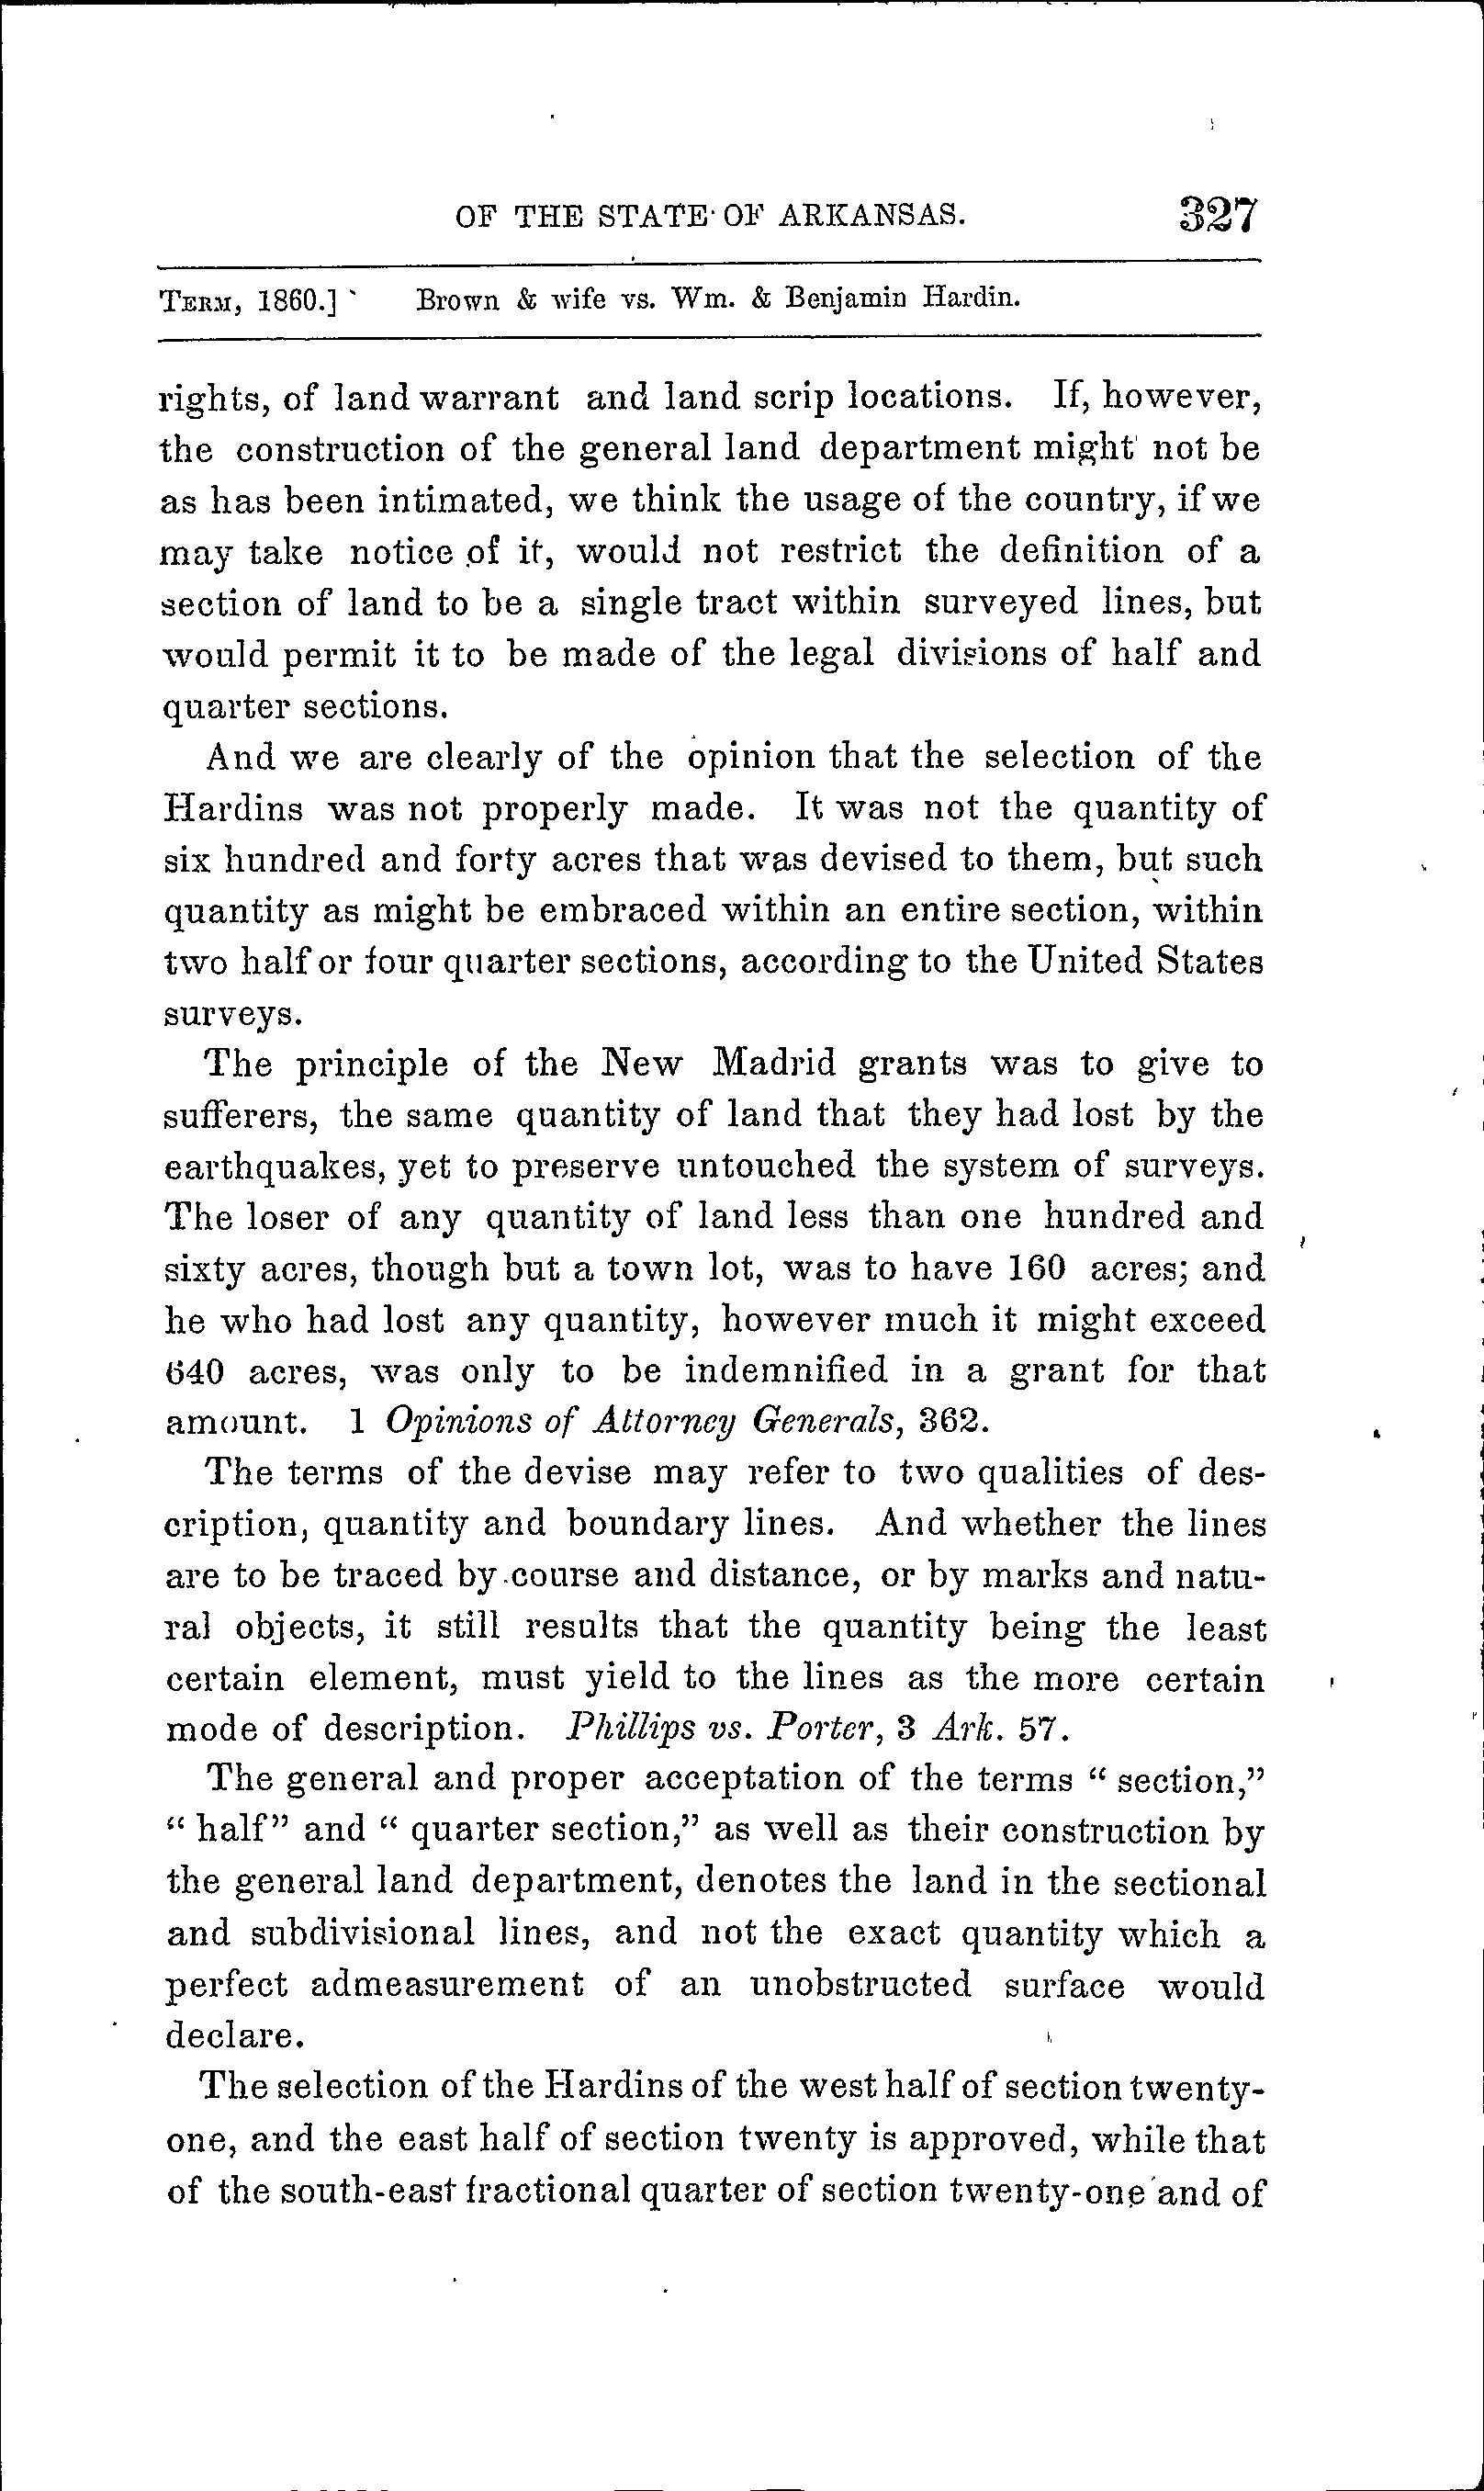 OF THE STATE OF ARKANSAS. 327
TERM, 1860.] Brown & wife vs. Wm. & Benjamin Hardin.
rights, of land warrant and land scrip locations. If, however,
the construction of the general land department might not be
as has been intimated, we think the usage of the country, if we
may take notice of it, would not restrict the definition of a
section of land to be a single tract within surveyed lines, but
would permit it to be made of the legal divisions of half and
quarter sections.
And we are clearly of the opinion that the selection of the
Hardins was not properly made. It was not the quantity of
six hundred and forty acres that was devised to them, but such
quantity as might be embraced within an entire section, within
two half or four quarter sections, according to the United States
surveys.
The principle of the New Madrid grants was to give to
sufferers, the same quantity of land that they had lost by the
earthquakes, yet to preserve untouched the system of surveys.
The loser of any quantity of land less than one hundred and
sixty acres, though but a town lot, was to have 160 acres; and
he who had lost any quantity, however much it might exceed
640 acres, was only to be indemnified in a grant for that
amount. 1 Opinions of Attorney Generals, 362.
The terms of the devise may refer to two qualities of des-
cription, quantity and boundary lines. And whether the lines
are to be traced by course and distance, or by marks and natu-
ral objects, it still results that the quantity being the least
certain element, must yield to the lines as the more certain
mode of description. Phillips vs. Porter, 3 Ark. 57.
The general and proper acceptation of the terms " section,"
" half" and " quarter section," as well as their construction by
the general land department, denotes the land in the sectional
and subdivisional lines, and not the exact quantity which a
perfect admeasurement of an unobstructed surface would
declare.
The selection of the Hardins of the west half of section twenty-
one, and the east half of section twenty is approved, while that
of the south-east fractional quarter of section twenty-one and of